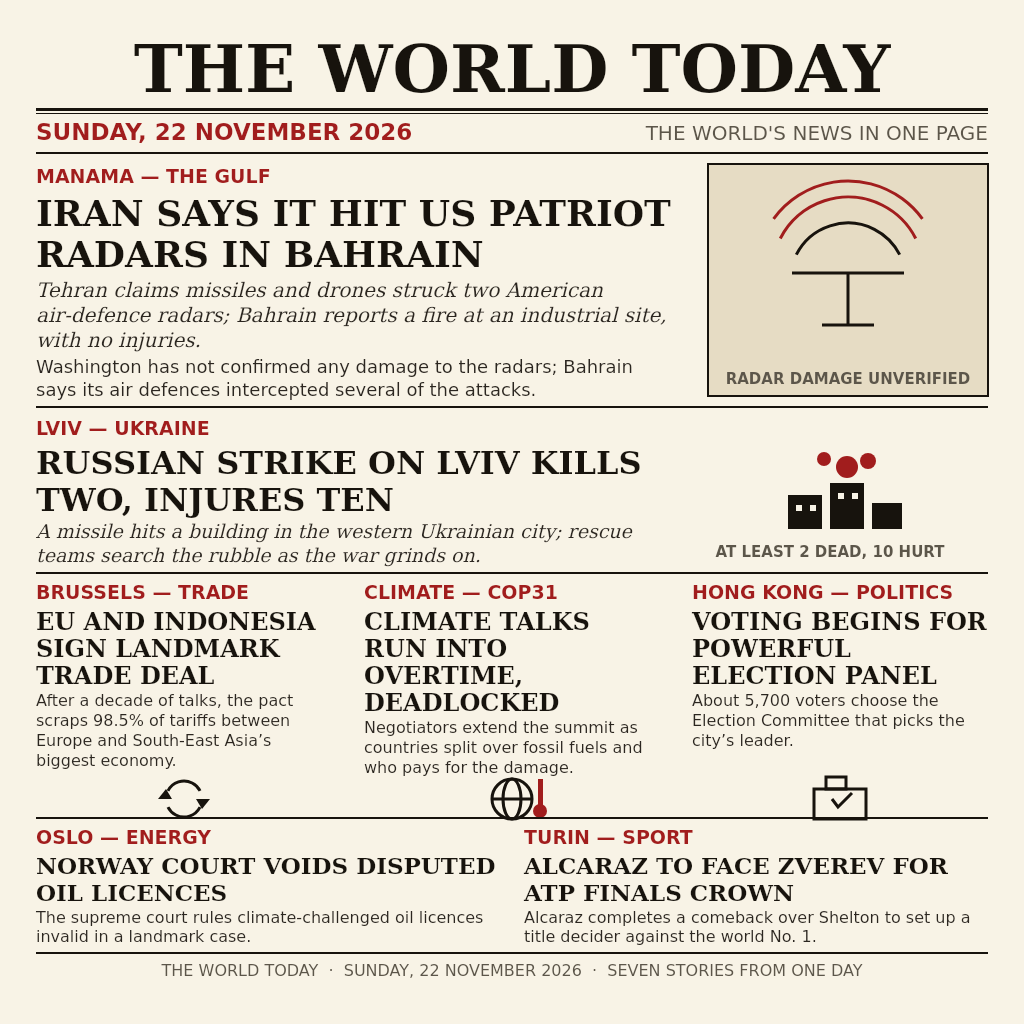 THE WORLD TODAY
SUNDAY, 22 NOVEMBER 2026
THE WORLD'S NEWS IN ONE PAGE
MANAMA — THE GULF
IRAN SAYS IT HIT US PATRIOT
RADARS IN BAHRAIN
Tehran claims missiles and drones struck two American
air-defence radars; Bahrain reports a fire at an industrial site,
with no injuries.
Washington has not confirmed any damage to the radars; Bahrain
says its air defences intercepted several of the attacks.
RADAR DAMAGE UNVERIFIED
LVIV — UKRAINE
RUSSIAN STRIKE ON LVIV KILLS
TWO, INJURES TEN
A missile hits a building in the western Ukrainian city; rescue
teams search the rubble as the war grinds on.
AT LEAST 2 DEAD, 10 HURT
BRUSSELS — TRADE
EU AND INDONESIA
SIGN LANDMARK
TRADE DEAL
After a decade of talks, the pact
scraps 98.5% of tariffs between
Europe and South-East Asia’s
biggest economy.
CLIMATE — COP31
CLIMATE TALKS
RUN INTO
OVERTIME,
DEADLOCKED
Negotiators extend the summit as
countries split over fossil fuels and
who pays for the damage.
HONG KONG — POLITICS
VOTING BEGINS FOR
POWERFUL
ELECTION PANEL
About 5,700 voters choose the
Election Committee that picks the
city’s leader.
OSLO — ENERGY
NORWAY COURT VOIDS DISPUTED
OIL LICENCES
The supreme court rules climate-challenged oil licences
invalid in a landmark case.
TURIN — SPORT
ALCARAZ TO FACE ZVEREV FOR
ATP FINALS CROWN
Alcaraz completes a comeback over Shelton to set up a
title decider against the world No. 1.
THE WORLD TODAY · SUNDAY, 22 NOVEMBER 2026 · SEVEN STORIES FROM ONE DAY